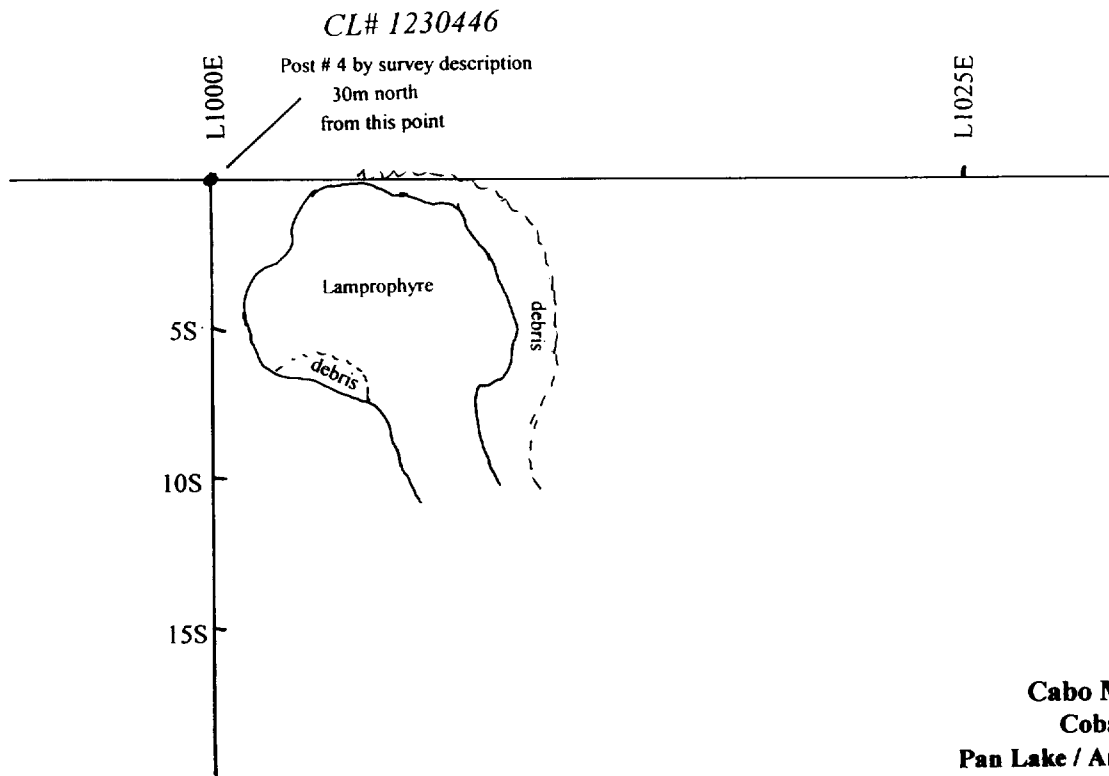 CL# 1230446
Post # 4 by survey description
30m north
from this point
L1000E
L1025E
Lamprophyre
debris
5S
debris
10S
15S
Cabo
Pan Lake /